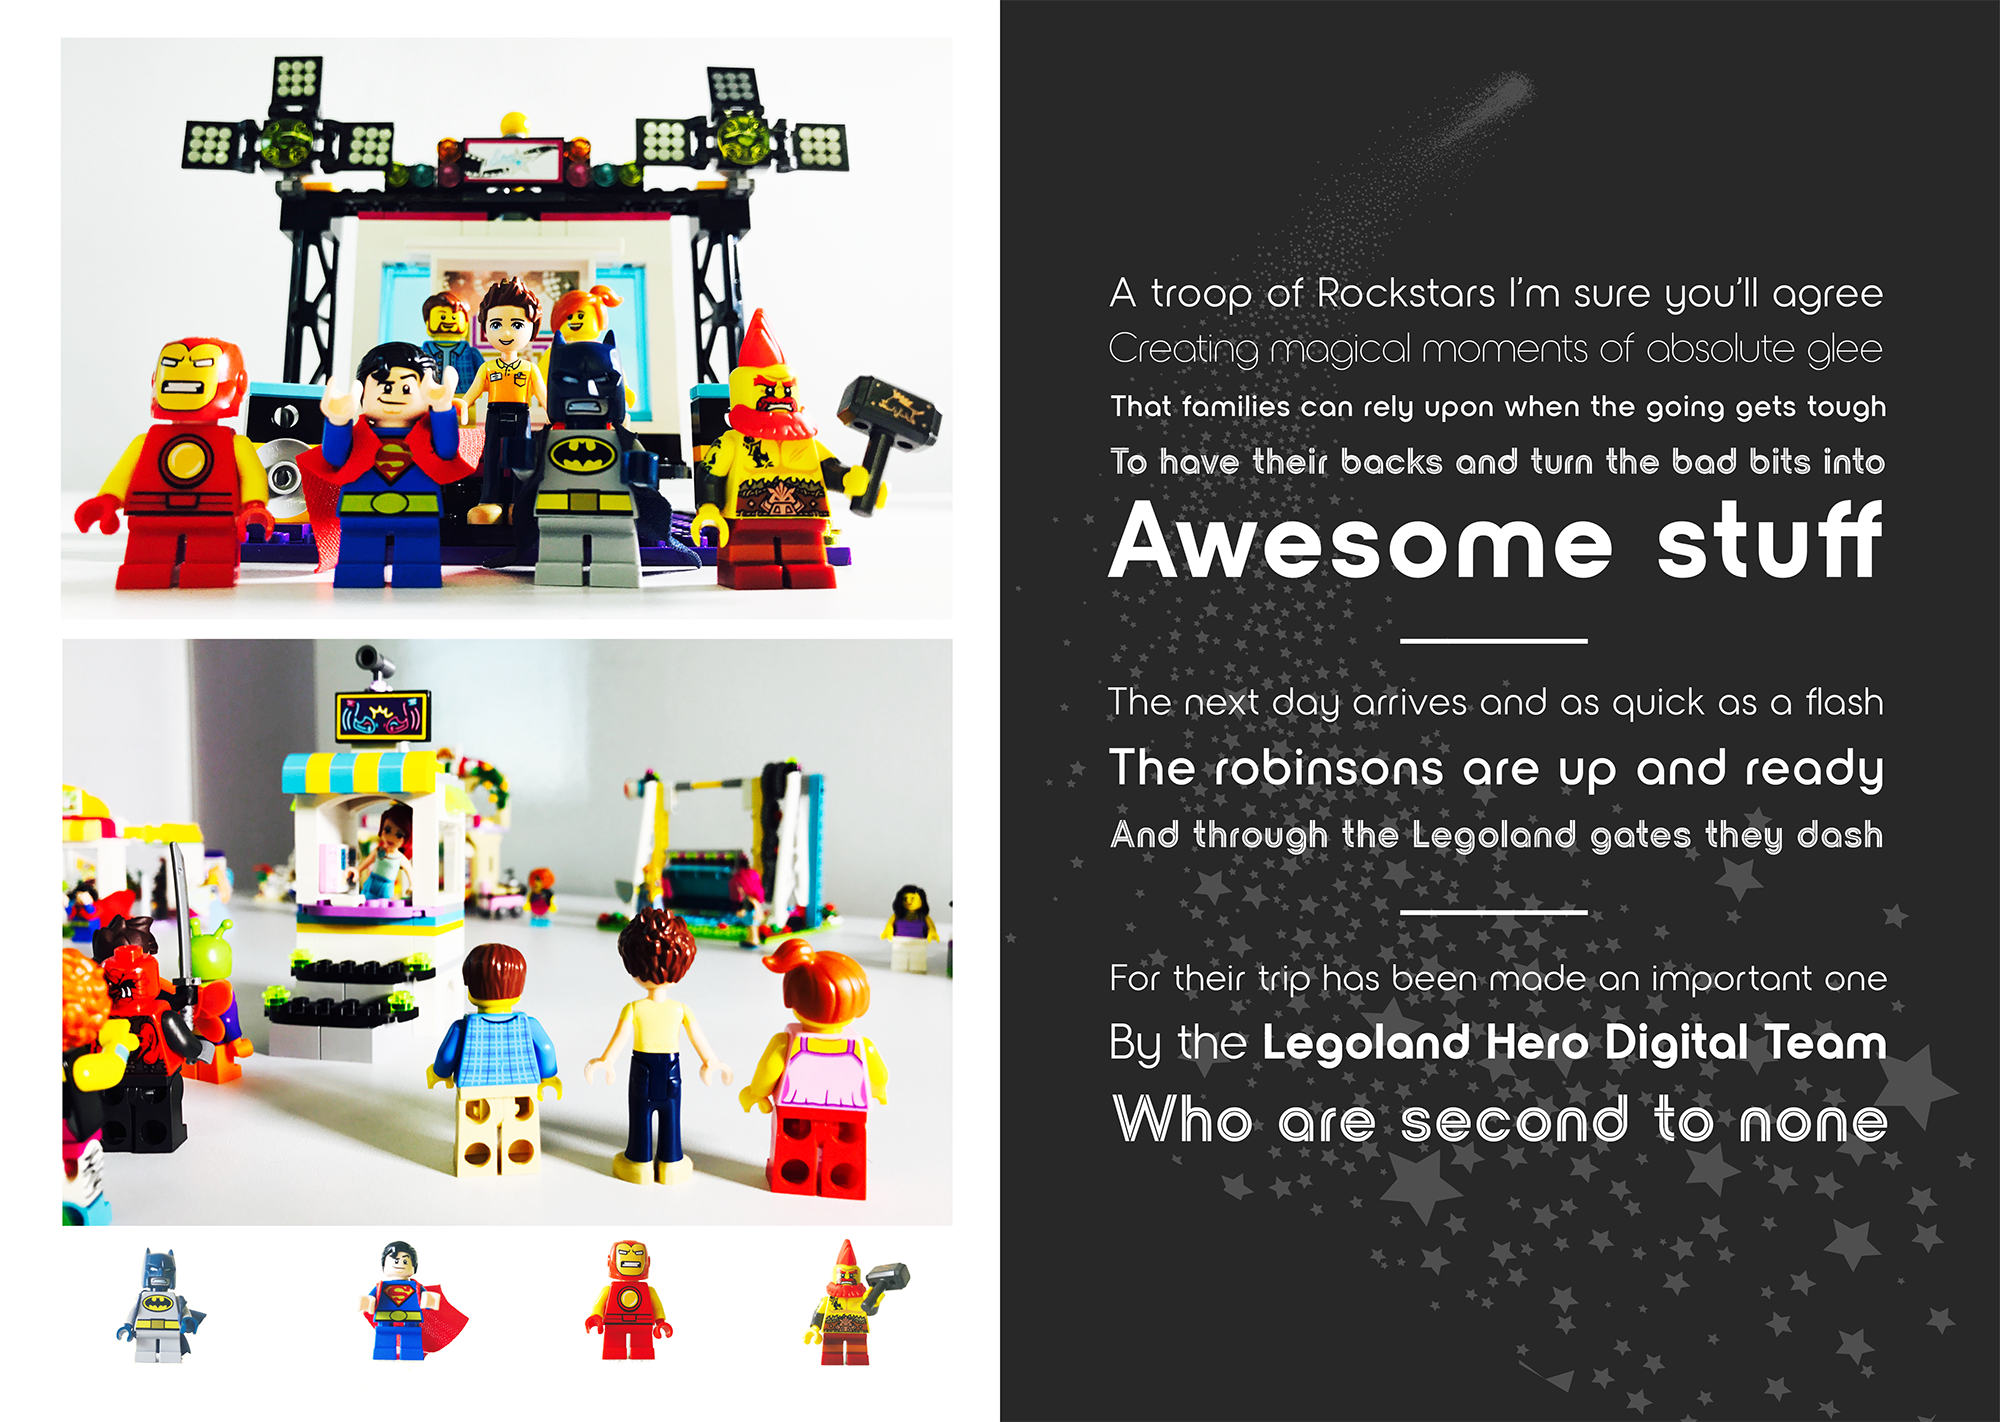 A troop of Rockstars I'm sure you'll agree
Creating magical moments of absolute glee
That families can rely upon when the going gets tough
To have their backs and turn the bad bits into
Awesome stuff
The next day arrives and as quick as a flash
The robinsons are up and ready
And through the Legoland gates they dash
For their trip has been made an important one
By the Legoland Hero Digital Team
Who are second to none